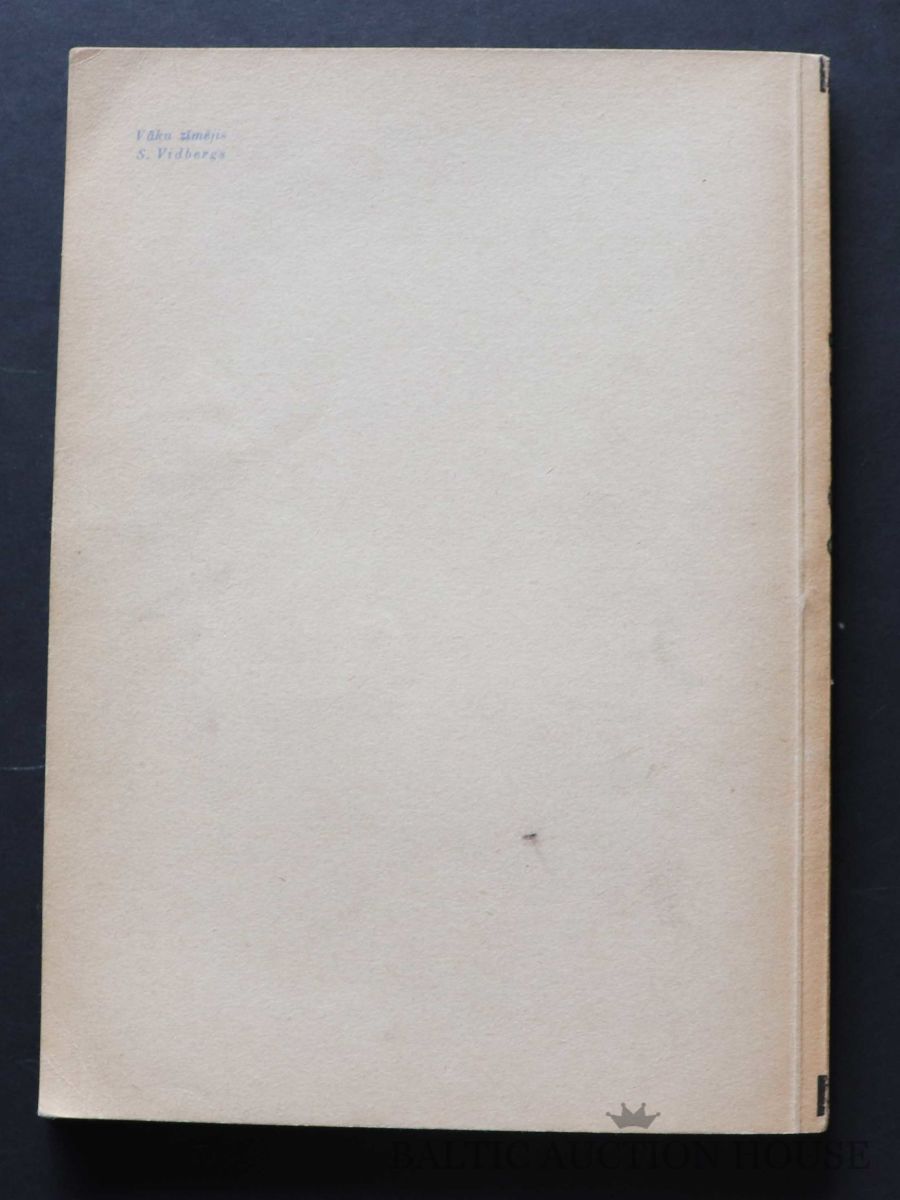 Vāku zīmējis
S. Vidbergs
BALTIC AUCTION HOUSE